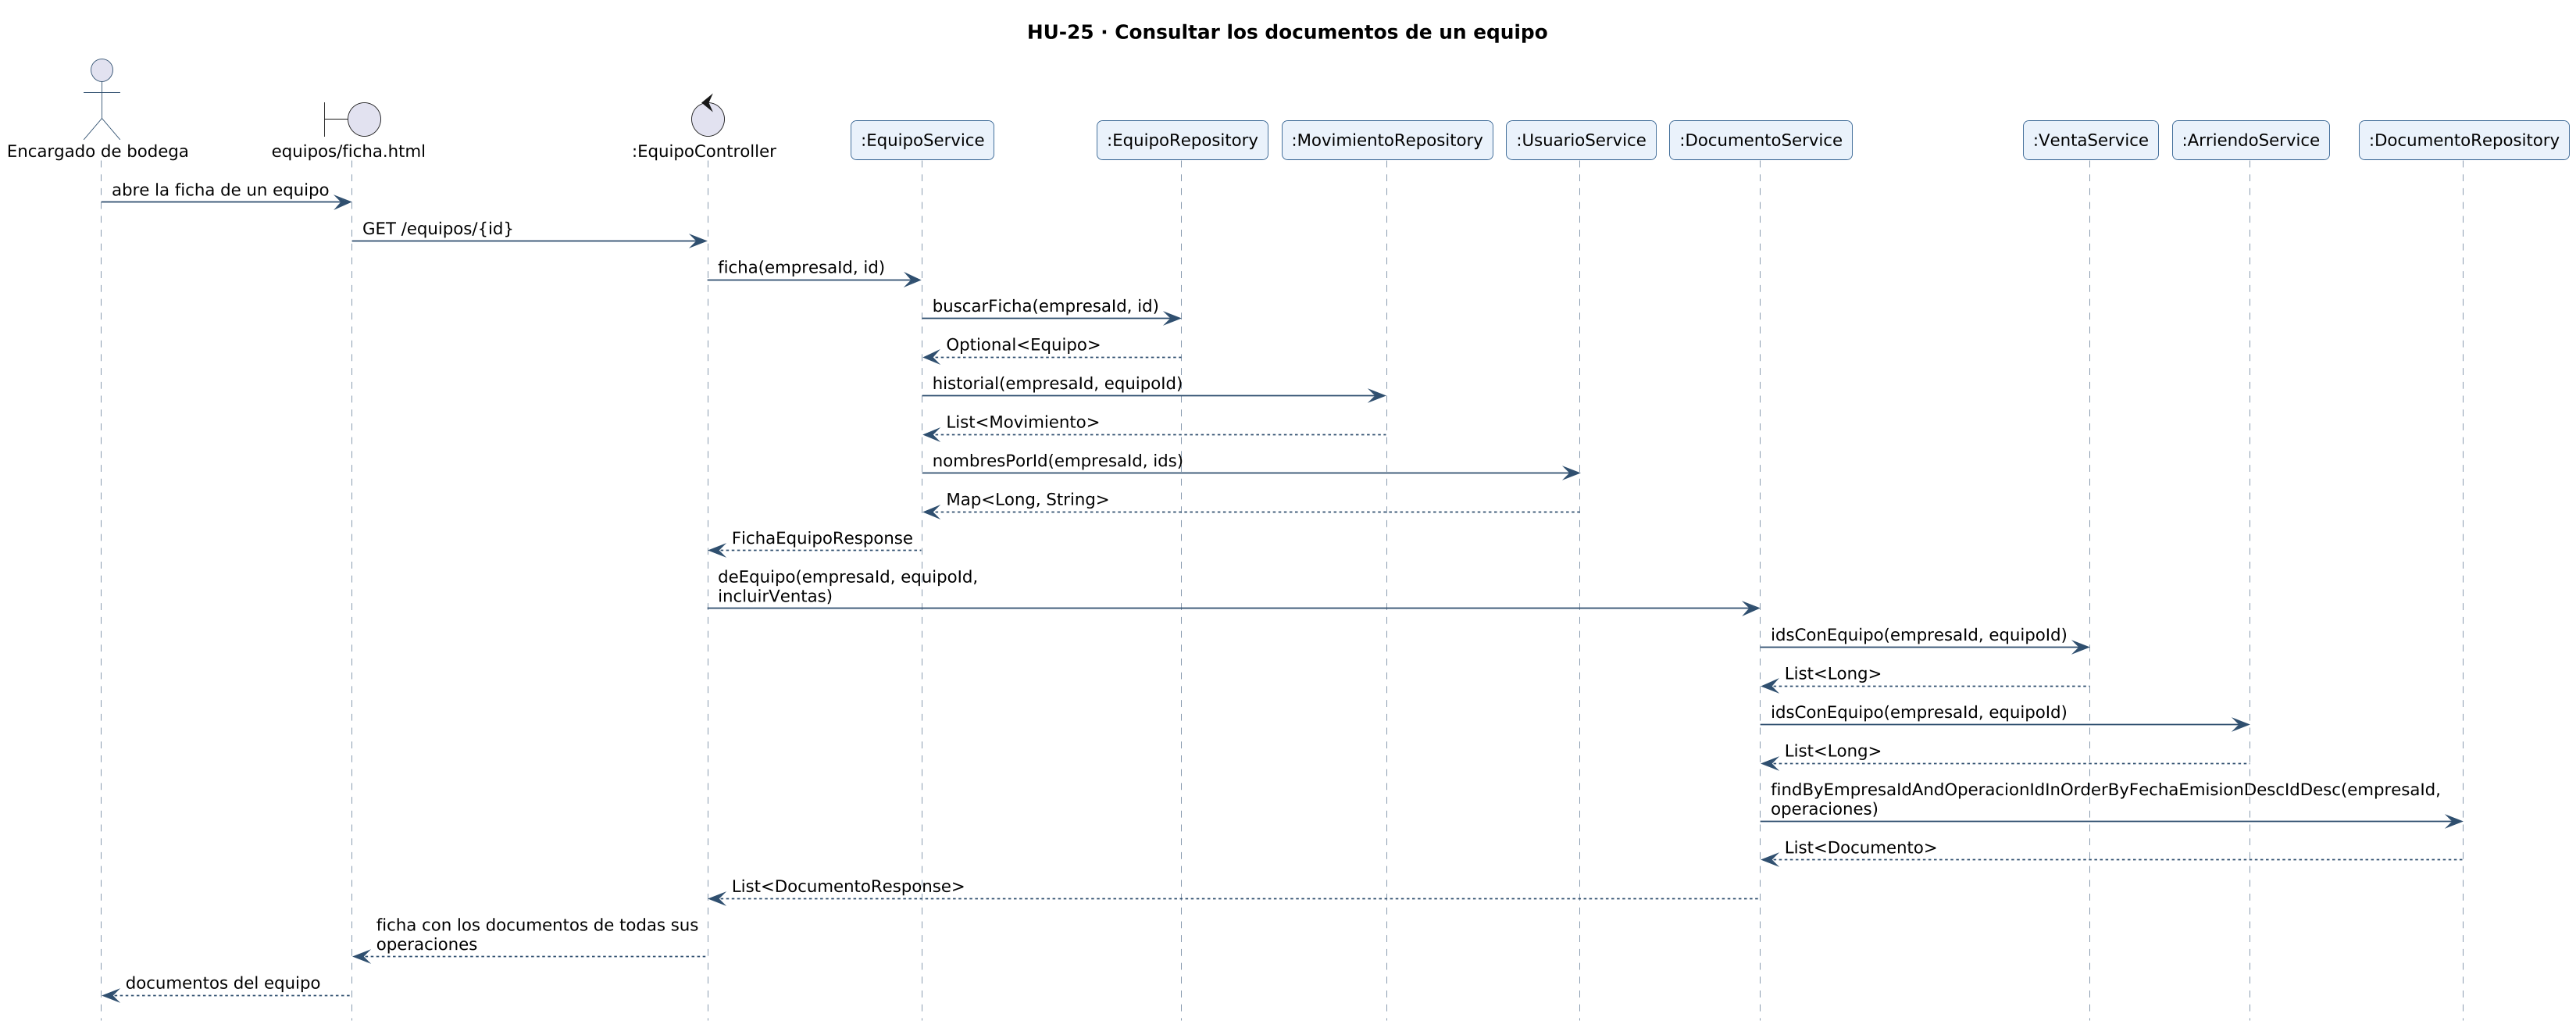 HU-25 · Consultar los documentos de un equipo
Encargado de bodega
equipos/ficha.html
:EquipoController
:EquipoService
:EquipoRepository
:MovimientoRepository
:UsuarioService
:DocumentoService
:VentaService
:ArriendoService
:DocumentoRepository
abre la ficha de un equipo
GET /equipos/{id}
ficha(empresaId, id)
buscarFicha(empresaId, id)
Optional<Equipo>
historial(empresaId, equipoId)
List<Movimiento>
nombresPorId(empresaId, ids)
Map<Long, String>
FichaEquipoResponse
deEquipo(empresaId, equipoId,
incluirVentas)
idsConEquipo(empresaId, equipoId)
List<Long>
idsConEquipo(empresaId, equipoId)
List<Long>
findByEmpresaIdAndOperacionIdInOrderByFechaEmisionDescIdDesc(empresaId,
operaciones)
List<Documento>
List<DocumentoResponse>
ficha con los documentos de todas sus
operaciones
documentos del equipo